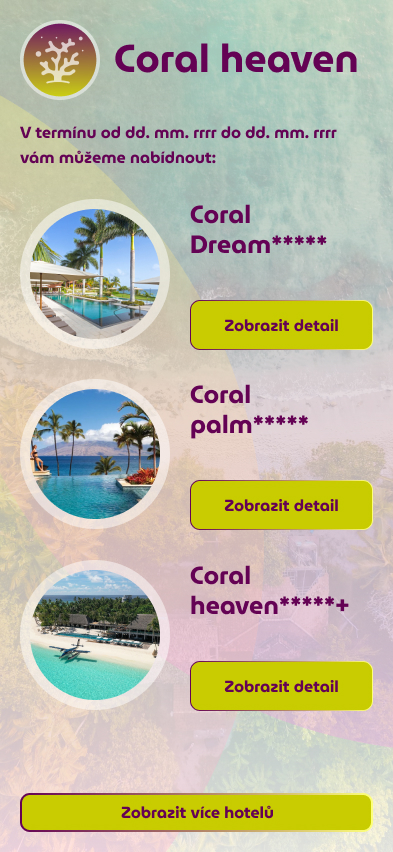 Coral heaven
V termínu od dd. mm. rrrr do dd. mm. rrrr
vám můžeme nabídnout:
Coral
Dream*****
Zobrazit detail
Coral
palm*****
Zobrazit detail
Coral
heaven*****+
Zobrazit detail
Zobrazit více hotelů